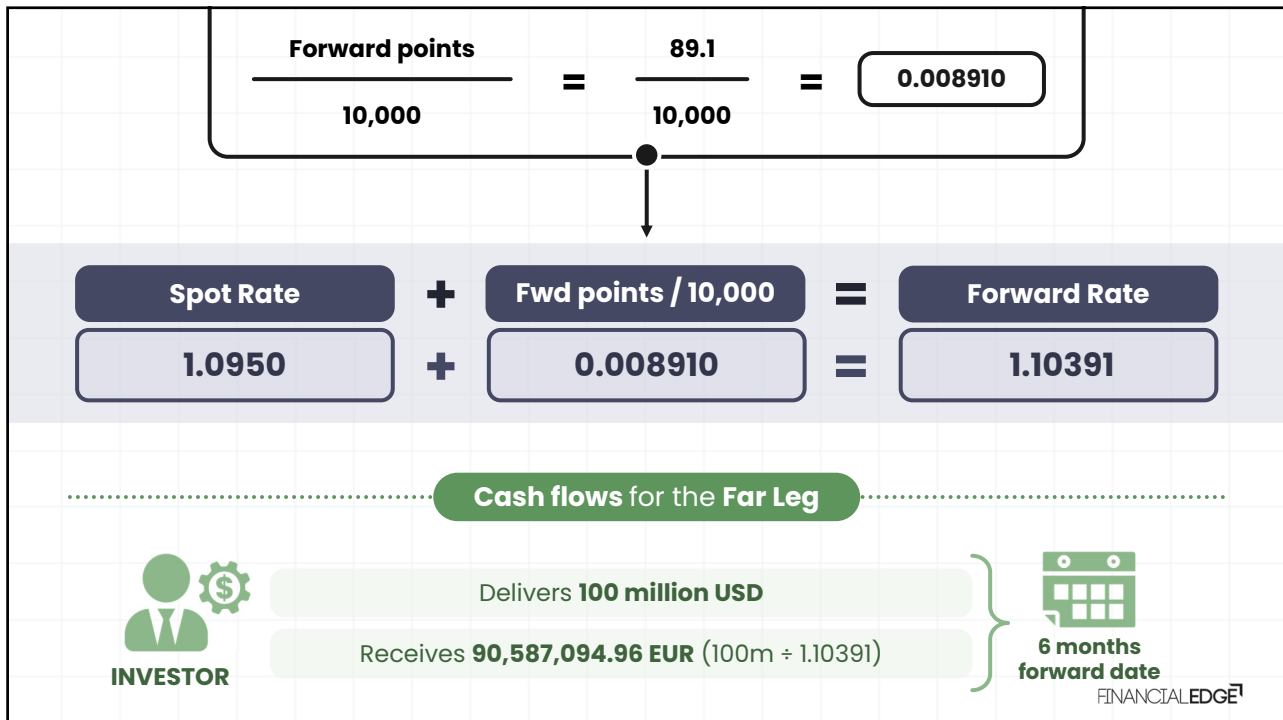 Forward points
10,000
=
89.1
10,000
=
0.008910
Spot Rate + Fwd points / 10,000 = Forward Rate
1.0950 + 0.008910 = 1.10391
Cash flows for the Far Leg
$
INVESTOR
Delivers 100 million USD
Receives 90,587,094.96 EUR (100m ÷ 1.10391)
6 months
forward date
FINANCIALEDGE